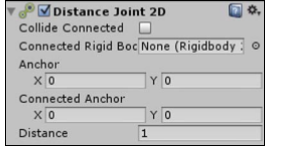 Distance Joint 2D
Collide Connected
Connected Rigid Boc None (Rigidbody 2
Anchor
X 0 Y 0
Connected Anchor
X 0 Y 0
Distance 1